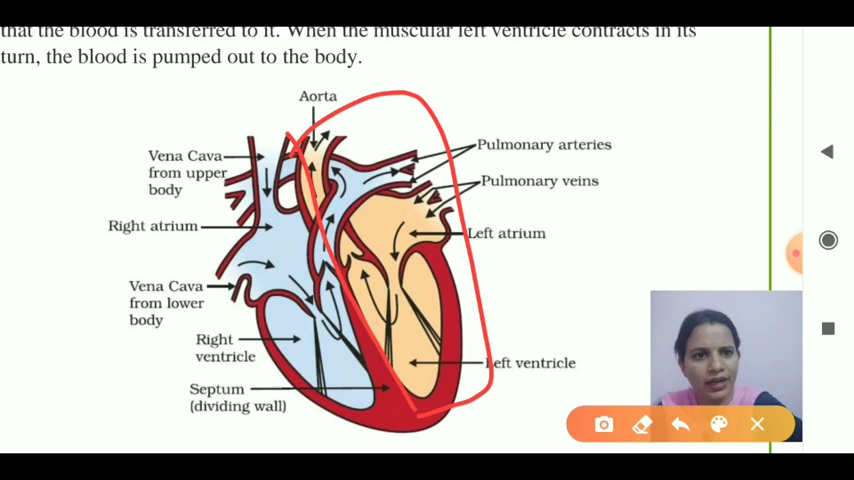 that the blood is transferred to it. When the muscular left ventricle contracts in its
turn, the blood is pumped out to the body.
Aorta
Vena Cava
from upper
body
Pulmonary arteries
Pulmonary veins
Right atrium
Left atrium
Vena Cava
from lower
body
Right
ventricle
Left ventricle
Septum
(dividing wall)